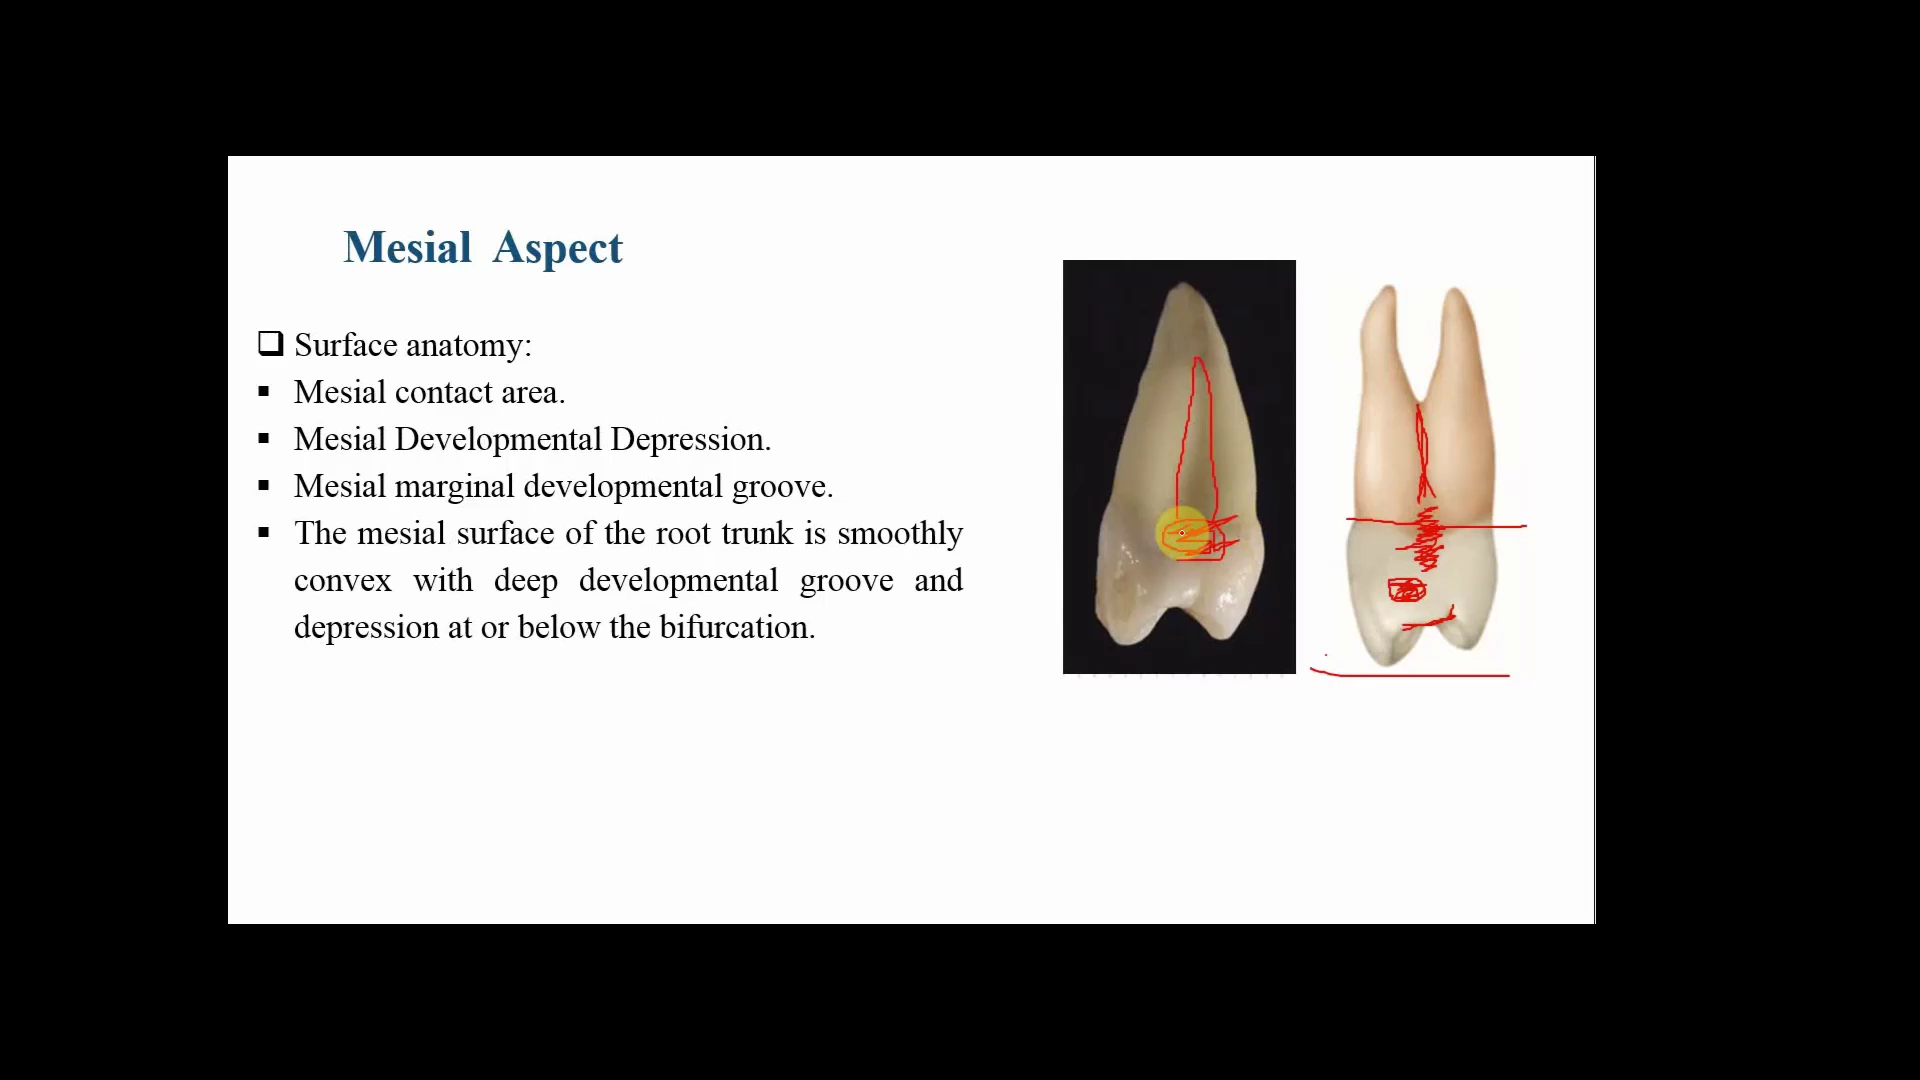 Mesial Aspect
❑ Surface anatomy:
▪ Mesial contact area.
▪ Mesial Developmental Depression.
▪ Mesial marginal developmental groove.
▪ The mesial surface of the root trunk is smoothly
convex with deep developmental groove and
depression at or below the bifurcation.